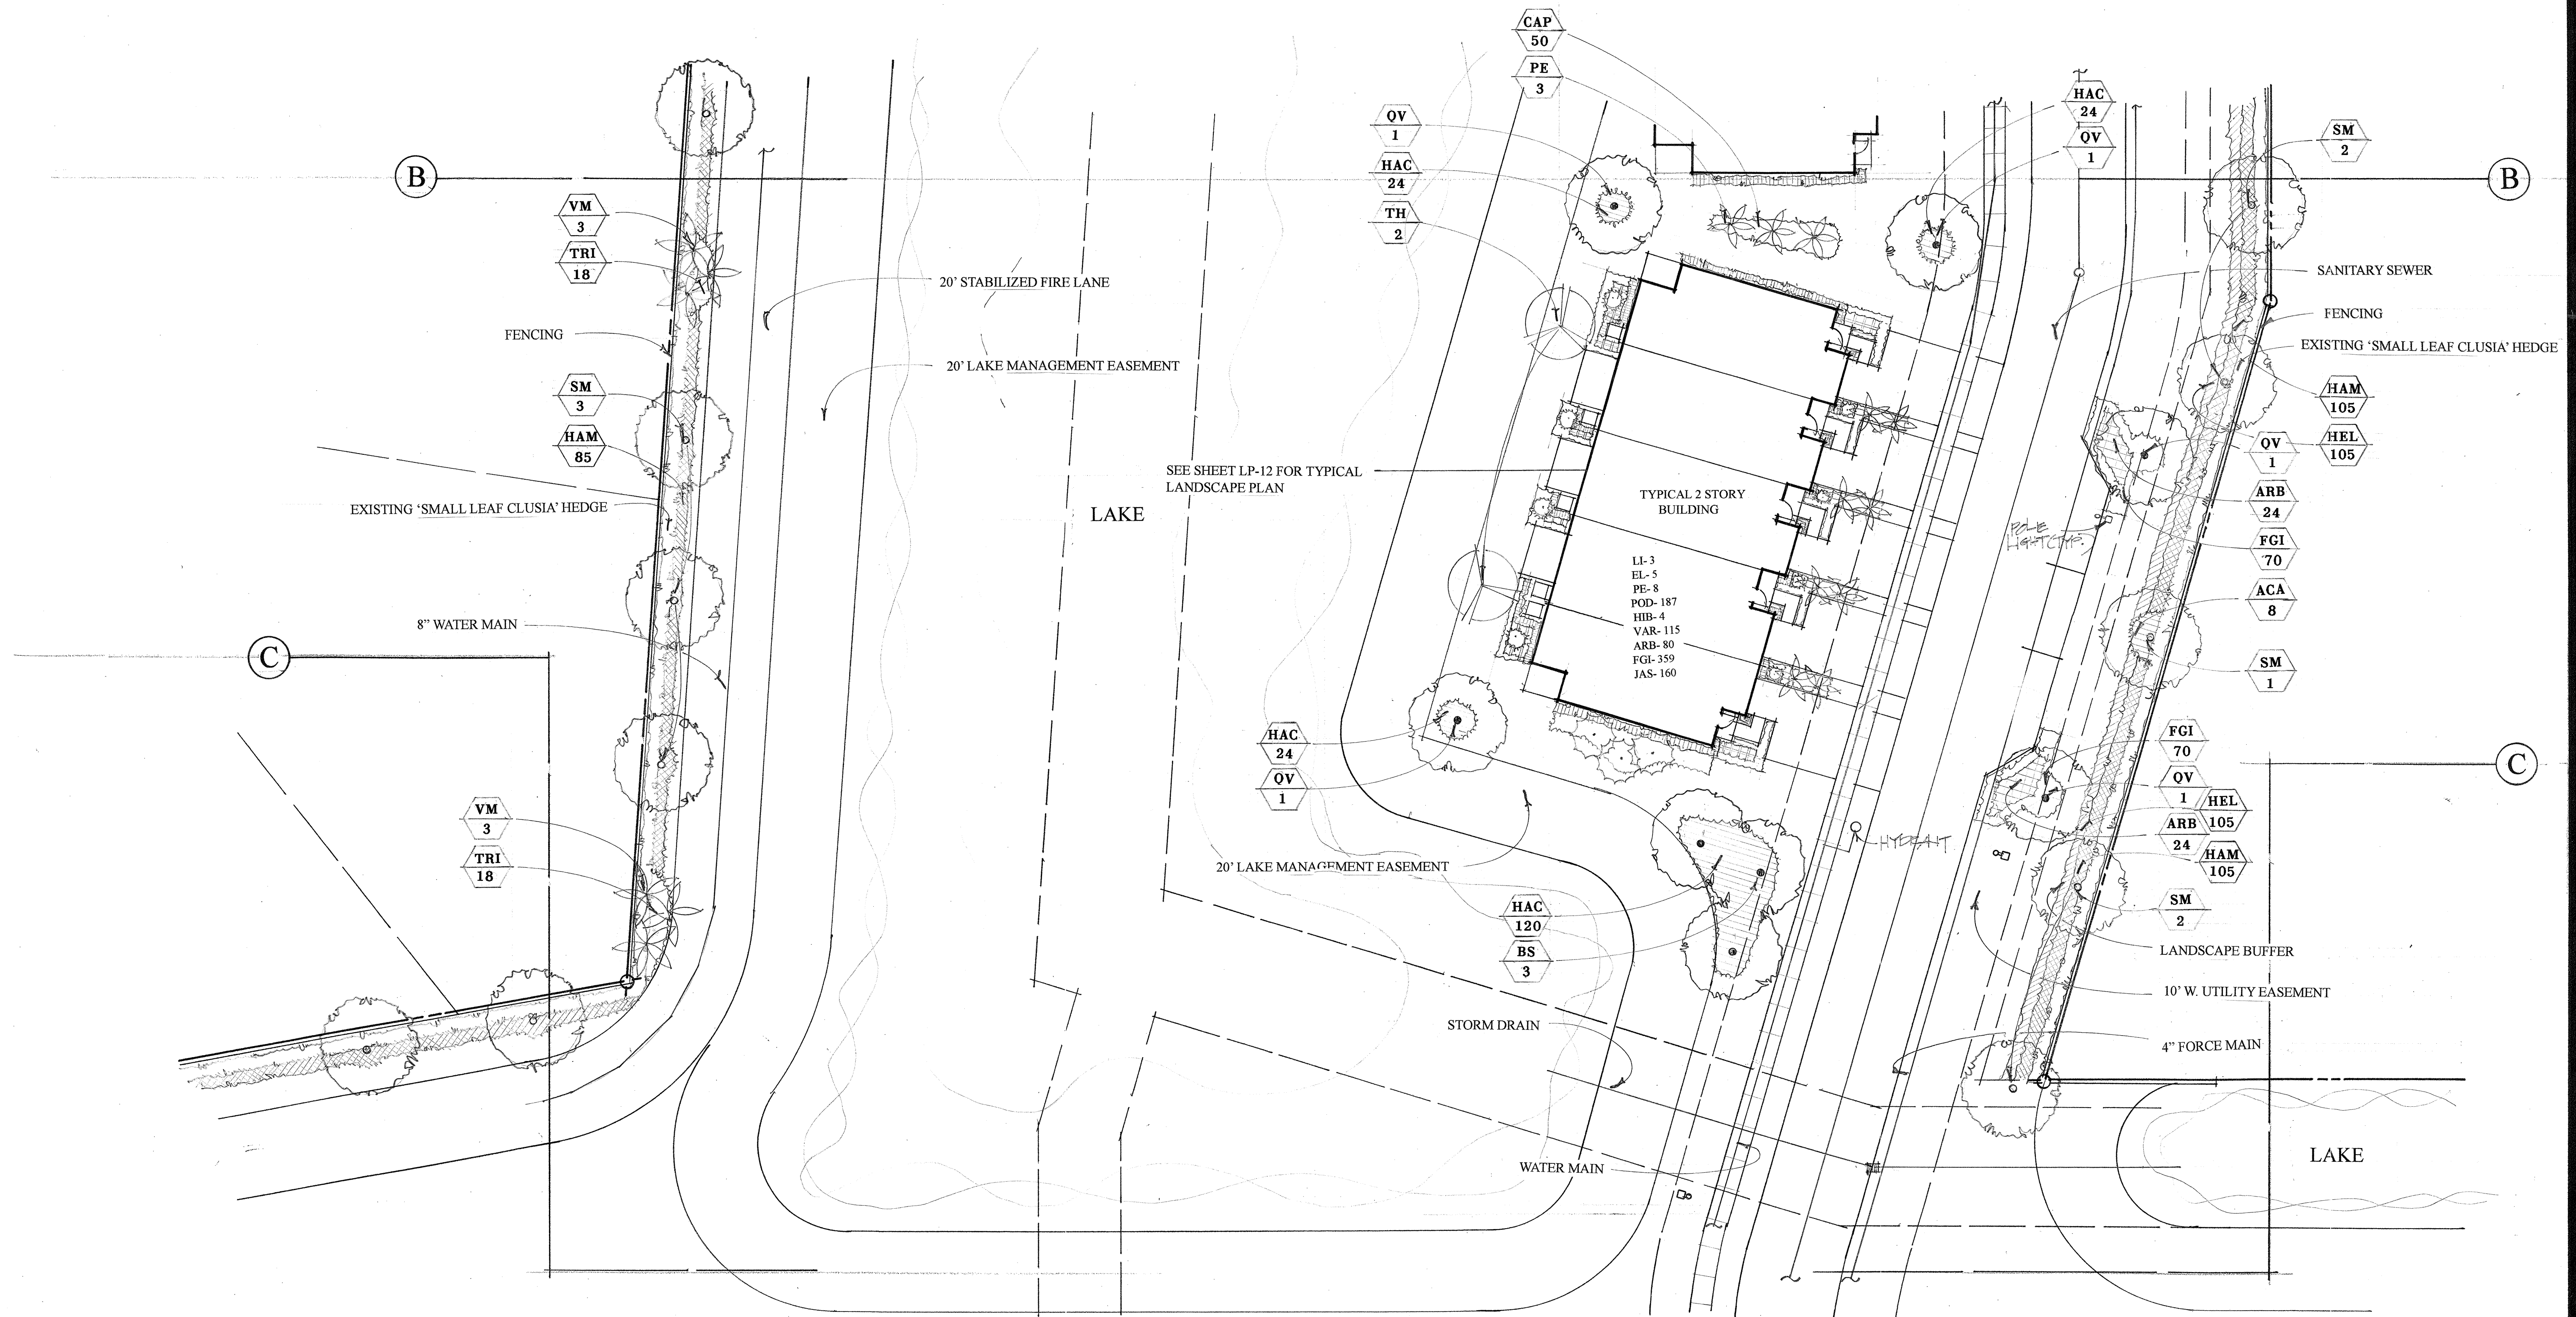 CAP
50
PE
3
QV
1
HAC
24
TH
2
HAC
24
QV
1
SM
2
B
B
VM
3
TRI
18
20' STABILIZED FIRE LANE
SANITARY SEWER
FENCING
FENCING
EXISTING 'SMALL LEAF CLUSIA' HEDGE
20' LAKE MANAGEMENT EASEMENT
SM
3
HAM
85
HAM
105
HEL
105
QV
1
ARB
24
FGI
70
ACA
8
SM
1
SEE SHEET LP-12 FOR TYPICAL
LANDSCAPE PLAN
TYPICAL 2 STORY
BUILDING
EXISTING 'SMALL LEAF CLUSIA' HEDGE
LAKE
POLE
LIGHT (TYP.)
LI- 3
EL- 5
PE- 8
POD- 187
HIB- 4
VAR- 115
ARB- 80
FGI- 359
JAS- 160
8" WATER MAIN
C
C
HAC
24
QV
1
FGI
70
QV
1
HEL
105
ARB
24
HAM
105
VM
3
TRI
18
HYDRANT
20' LAKE MANAGEMENT EASEMENT
HAC
120
BS
3
SM
2
LANDSCAPE BUFFER
10' W. UTILITY EASEMENT
STORM DRAIN
4" FORCE MAIN
WATER MAIN
LAKE